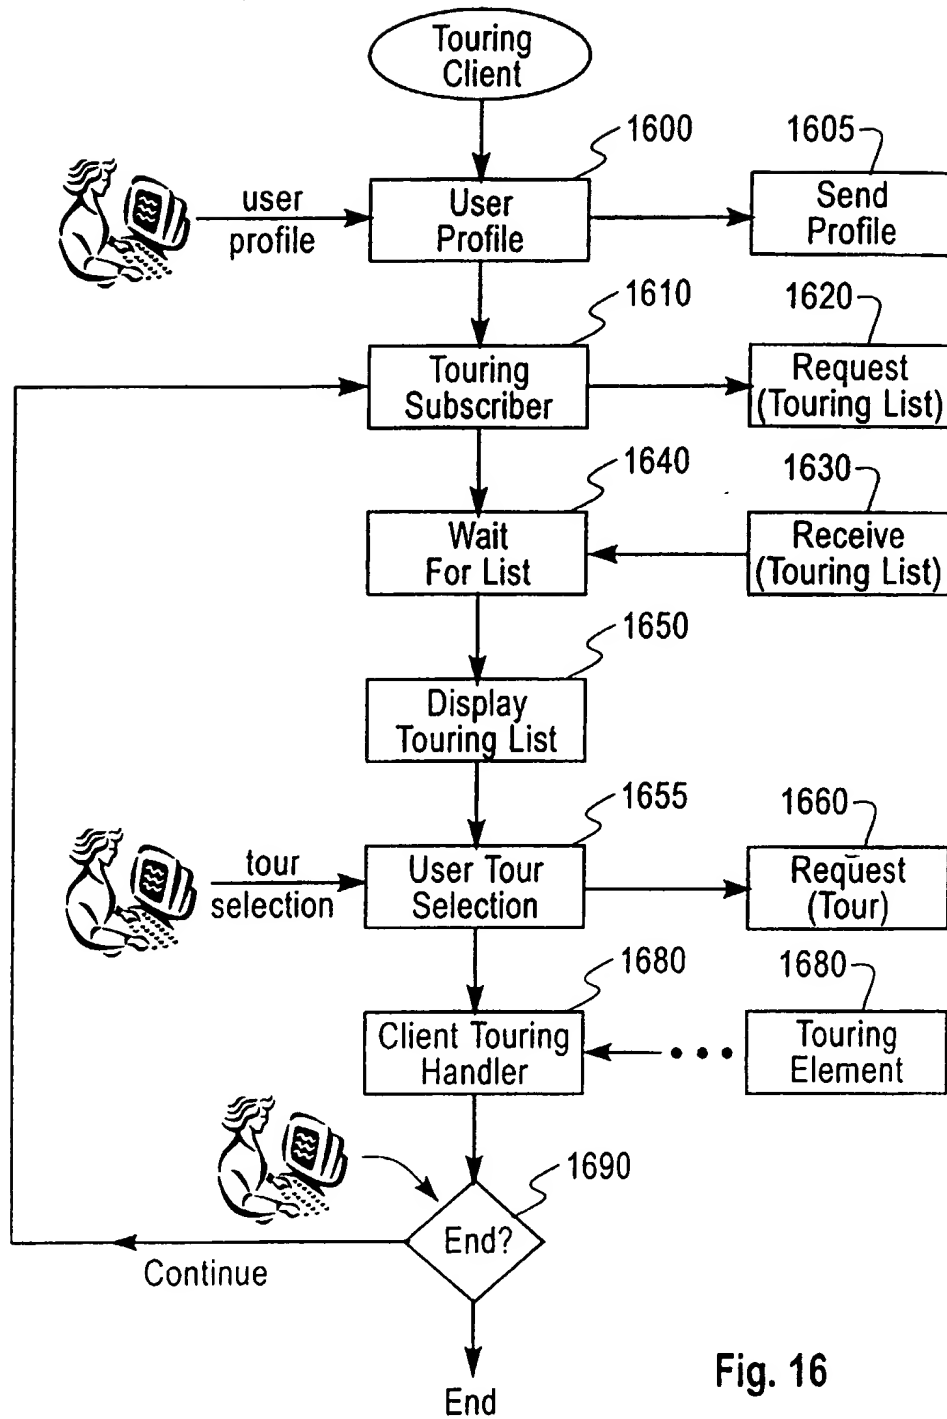 Touring
Client
1600
1605
user
profile
User
Profile
Send
Profile
1610
1620
Touring
Subscriber
Request
(Touring List)
1640
1630
Wait
For List
Receive
(Touring List)
1650
Display
Touring List
1655
1660
tour
selection
User Tour
Selection
Request
(Tour)
1680
1680
Client Touring
Handler
Touring
Element
1690
End?
Continue
End
Fig. 16